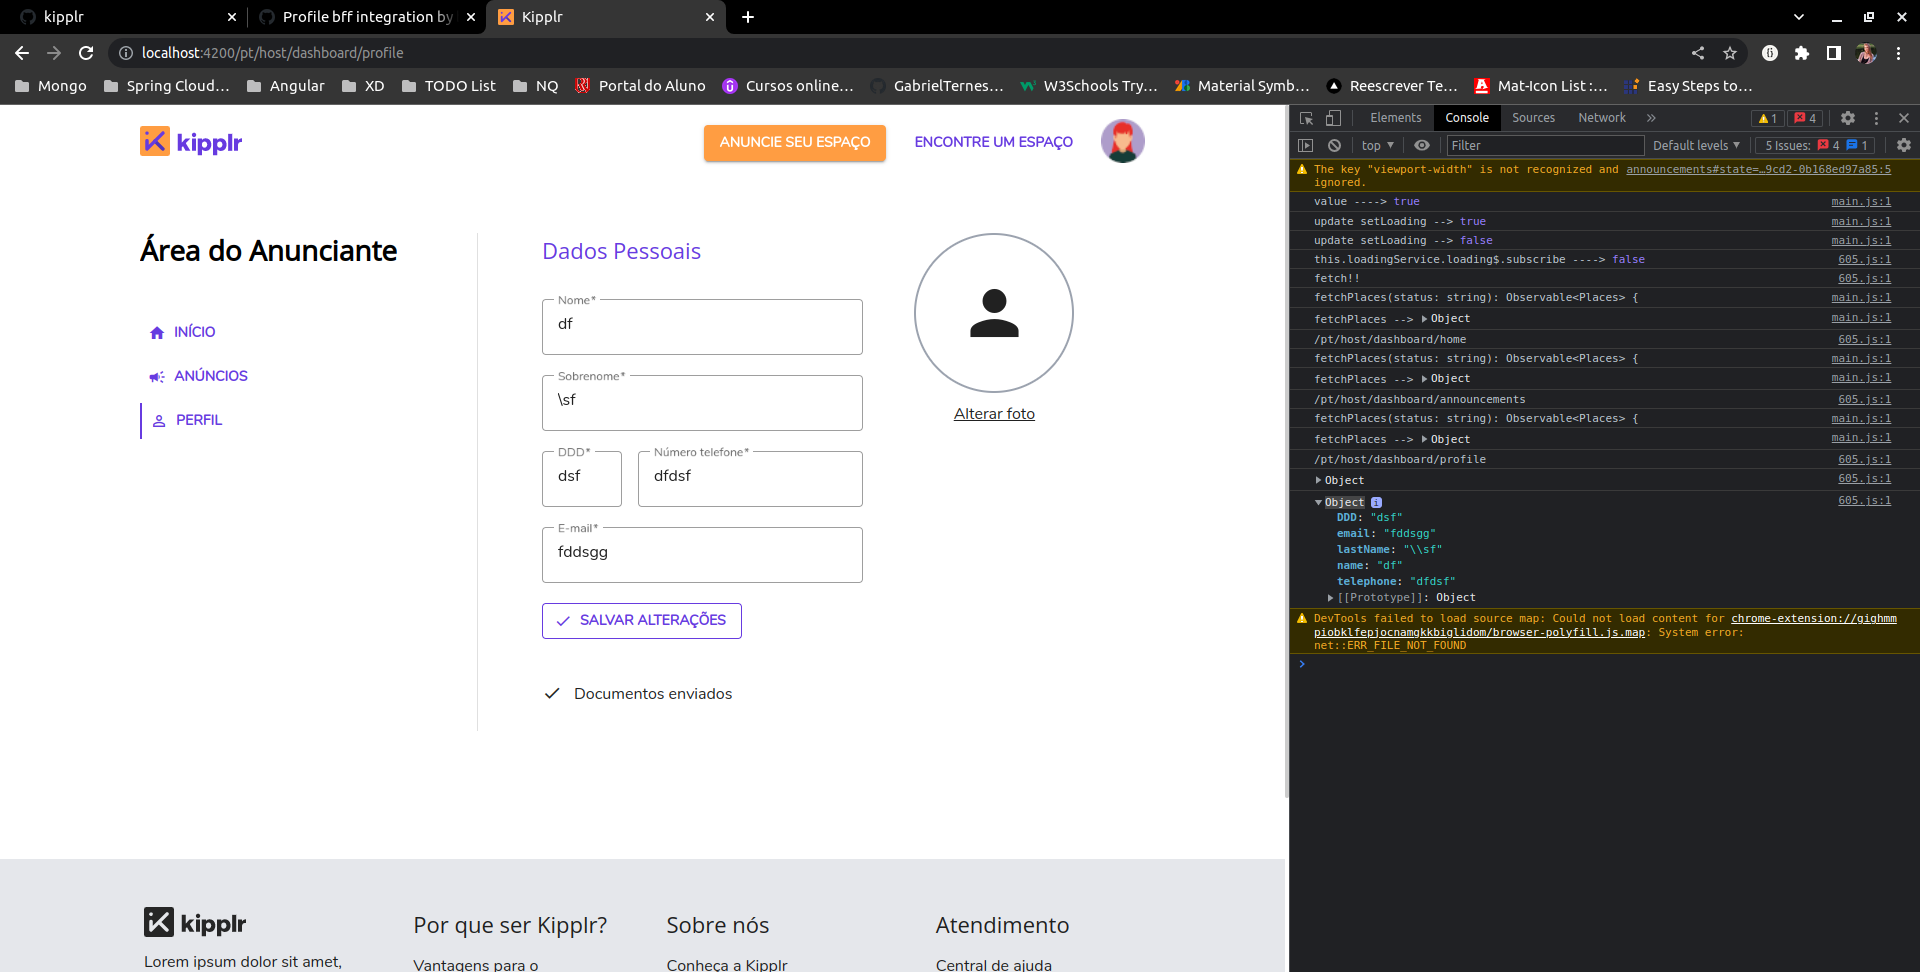 kipplr
Profile bff integration by
Kipplr
localhost:4200/pt/host/dashboard/profile
Mongo
Spring Cloud...
Angular
XD
TODO List
NQ
Portal do Aluno
Cursos online...
GabrielTernes...
W3Schools Try...
Material Symb...
Reescrever Te...
Mat-Icon List :...
Easy Steps to...
kipplr
ANUNCIE SEU ESPAÇO
ENCONTRE UM ESPAÇO
Área do Anunciante
INÍCIO
ANÚNCIOS
PERFIL
Dados Pessoais
Nome*
df
Sobrenome*
\sf
DDD*
dsf
Número telefone*
dfdsf
E-mail*
fddsgg
SALVAR ALTERAÇÕES
Documentos enviados
Alterar foto
kipplr
Lorem ipsum dolor sit amet,
Por que ser Kipplr?
Vantagens para o
Sobre nós
Conheça a Kipplr
Atendimento
Central de ajuda
Elements
Console
Sources
Network
»
1
4
top
Filter
Default levels
5 Issues:
4
1
The key "viewport-width" is not recognized and announcements#state=…9cd2-0b168ed97a85:5
ignored.
value ----> true main.js:1
update setLoading --> true main.js:1
update setLoading --> false main.js:1
this.loadingService.loading$.subscribe ----> false 605.js:1
fetch!! 605.js:1
fetchPlaces(status: string): Observable<Places> { main.js:1
fetchPlaces --> Object main.js:1
/pt/host/dashboard/home 605.js:1
fetchPlaces(status: string): Observable<Places> { main.js:1
fetchPlaces --> Object main.js:1
/pt/host/dashboard/announcements 605.js:1
fetchPlaces(status: string): Observable<Places> { main.js:1
fetchPlaces --> Object main.js:1
/pt/host/dashboard/profile 605.js:1
Object 605.js:1
Object i 605.js:1
DDD: "dsf"
email: "fddsgg"
lastName: "\\sf"
name: "df"
telephone: "dfdsf"
[[Prototype]]: Object
DevTools failed to load source map: Could not load content for chrome-extension://gighmm
piobklfepjocnamgkkbiglidom/browser-polyfill.js.map: System error:
net::ERR_FILE_NOT_FOUND